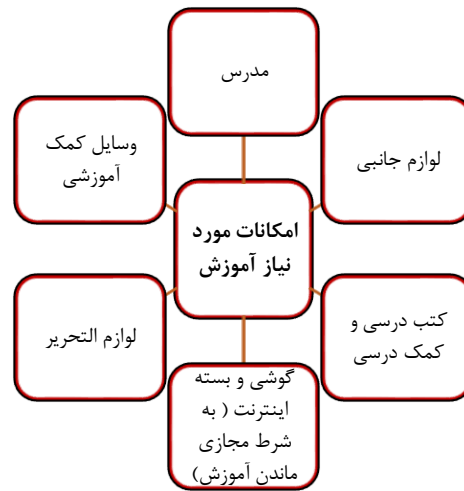 مدرس
لوازم جانبی
کتب درسی و
کمک درسی
گوشی و بسته
اینترنت ( به
شرط مجازی
ماندن آموزش)
لوازم التحریر
وسایل کمک
آموزشی
امکانات مورد
نیاز آموزش